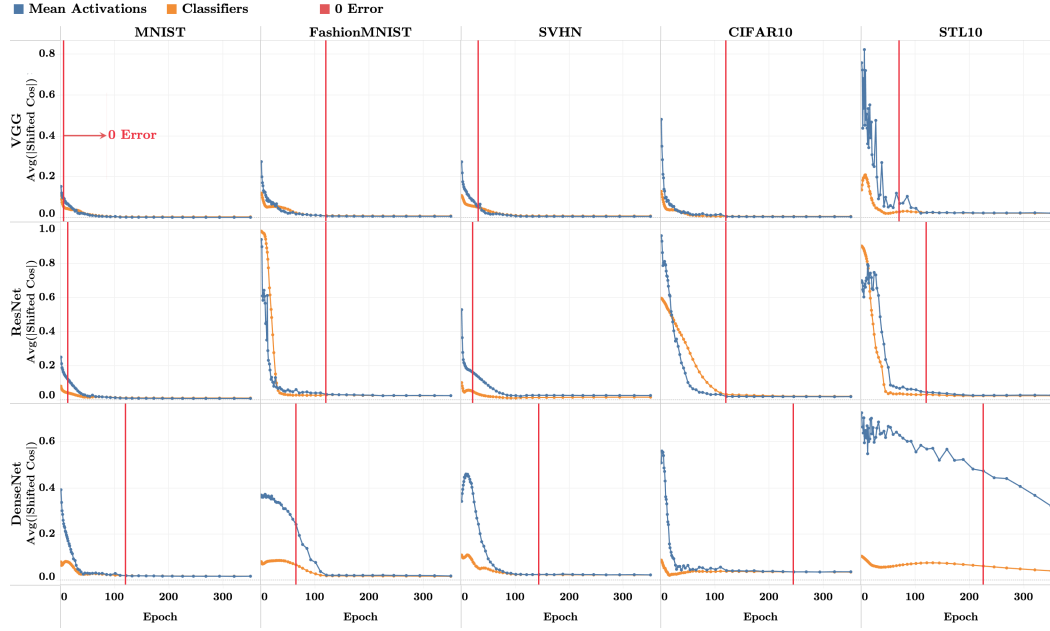 Mean Activations Classifiers 0 Error
MNIST FashionMNIST SVHN CIFAR10 STL10
VGG
Avg(|Shifted Cos|)
0.8
0.6
0.4
0.2
0.0
0 Error
ResNet
Avg(|Shifted Cos|)
1.0
0.8
0.6
0.4
0.2
0.0
DenseNet
Avg(|Shifted Cos|)
0.6
0.4
0.2
0.0
0 100 200 300 0 100 200 300 0 100 200 300 0 100 200 300 0 100 200 300
Epoch Epoch Epoch Epoch Epoch